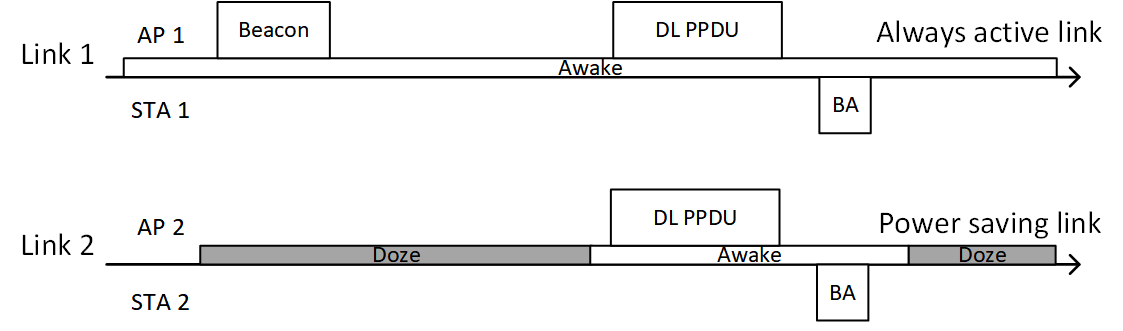 Beacon
DL PPDU
AP 1
Always active link
Link 1
Awake
STA 1
BA
DL PPDU
AP 2
Power saving link
Link 2
Doze
Awake
Doze
STA 2
BA